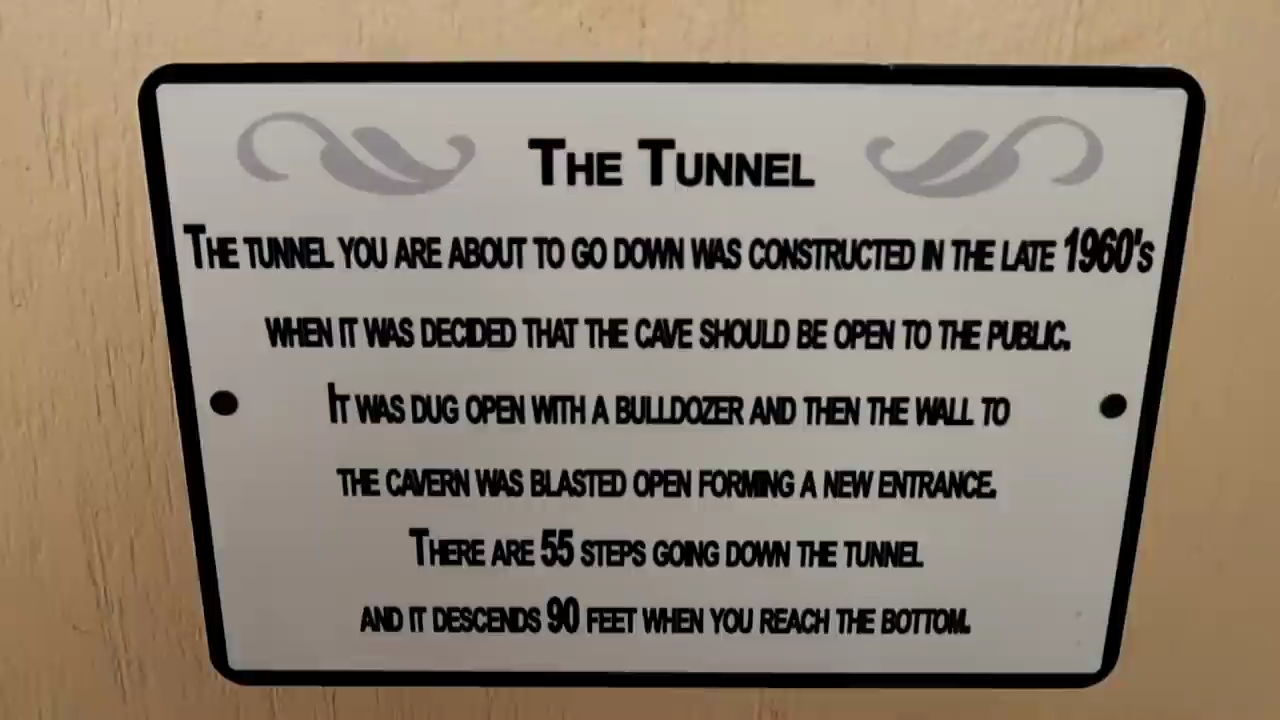 THE TUNNEL
THE TUNNEL YOU ARE ABOUT TO GO DOWN WAS CONSTRUCTED IN THE LATE 1960's
WHEN IT WAS DECIDED THAT THE CAVE SHOULD BE OPEN TO THE PUBLIC.
IT WAS DUG OPEN WITH A BULLDOZER AND THEN THE WALL TO
THE CAVERN WAS BLASTED OPEN FORMING A NEW ENTRANCE.
THERE ARE 55 STEPS GOING DOWN THE TUNNEL
AND IT DESCENDS 90 FEET WHEN YOU REACH THE BOTTOM.